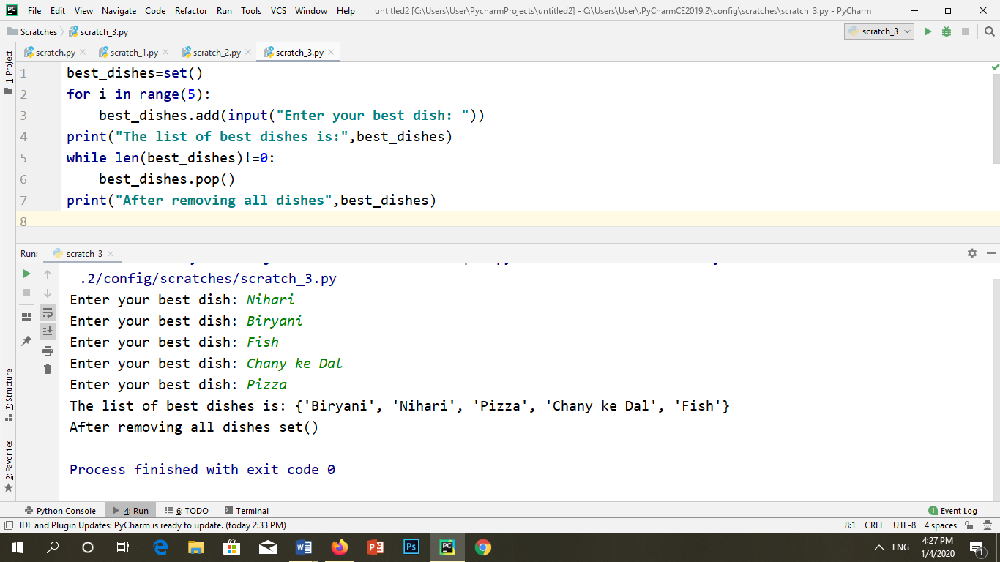 PC File Edit View Navigate Code Refactor Run Tools VCS Window Help untitled2 [C:\Users\User\PycharmProjects\untitled2] - C:\Users\User\.PyCharmCE2019.2\config\scratches\scratch_3.py - PyCharm
Scratches scratch_3.py scratch_3
scratch.py scratch_1.py scratch_2.py scratch_3.py
1: Project
1 best_dishes=set()
2 for i in range(5):
3     best_dishes.add(input("Enter your best dish: "))
4 print("The list of best dishes is:",best_dishes)
5 while len(best_dishes)!=0:
6     best_dishes.pop()
7 print("After removing all dishes",best_dishes)
8
Run: scratch_3
.2/config/scratches/scratch_3.py
Enter your best dish: Nihari
Enter your best dish: Biryani
Enter your best dish: Fish
Enter your best dish: Chany ke Dal
Enter your best dish: Pizza
The list of best dishes is: {'Biryani', 'Nihari', 'Pizza', 'Chany ke Dal', 'Fish'}
After removing all dishes set()
Process finished with exit code 0
7: Structure
2: Favorites
Python Console 4: Run 6: TODO Terminal 1 Event Log
IDE and Plugin Updates: PyCharm is ready to update. (today 2:33 PM) 8:1 CRLF UTF-8 4 spaces
Ps PC ENG 4:27 PM
1/4/2020 1